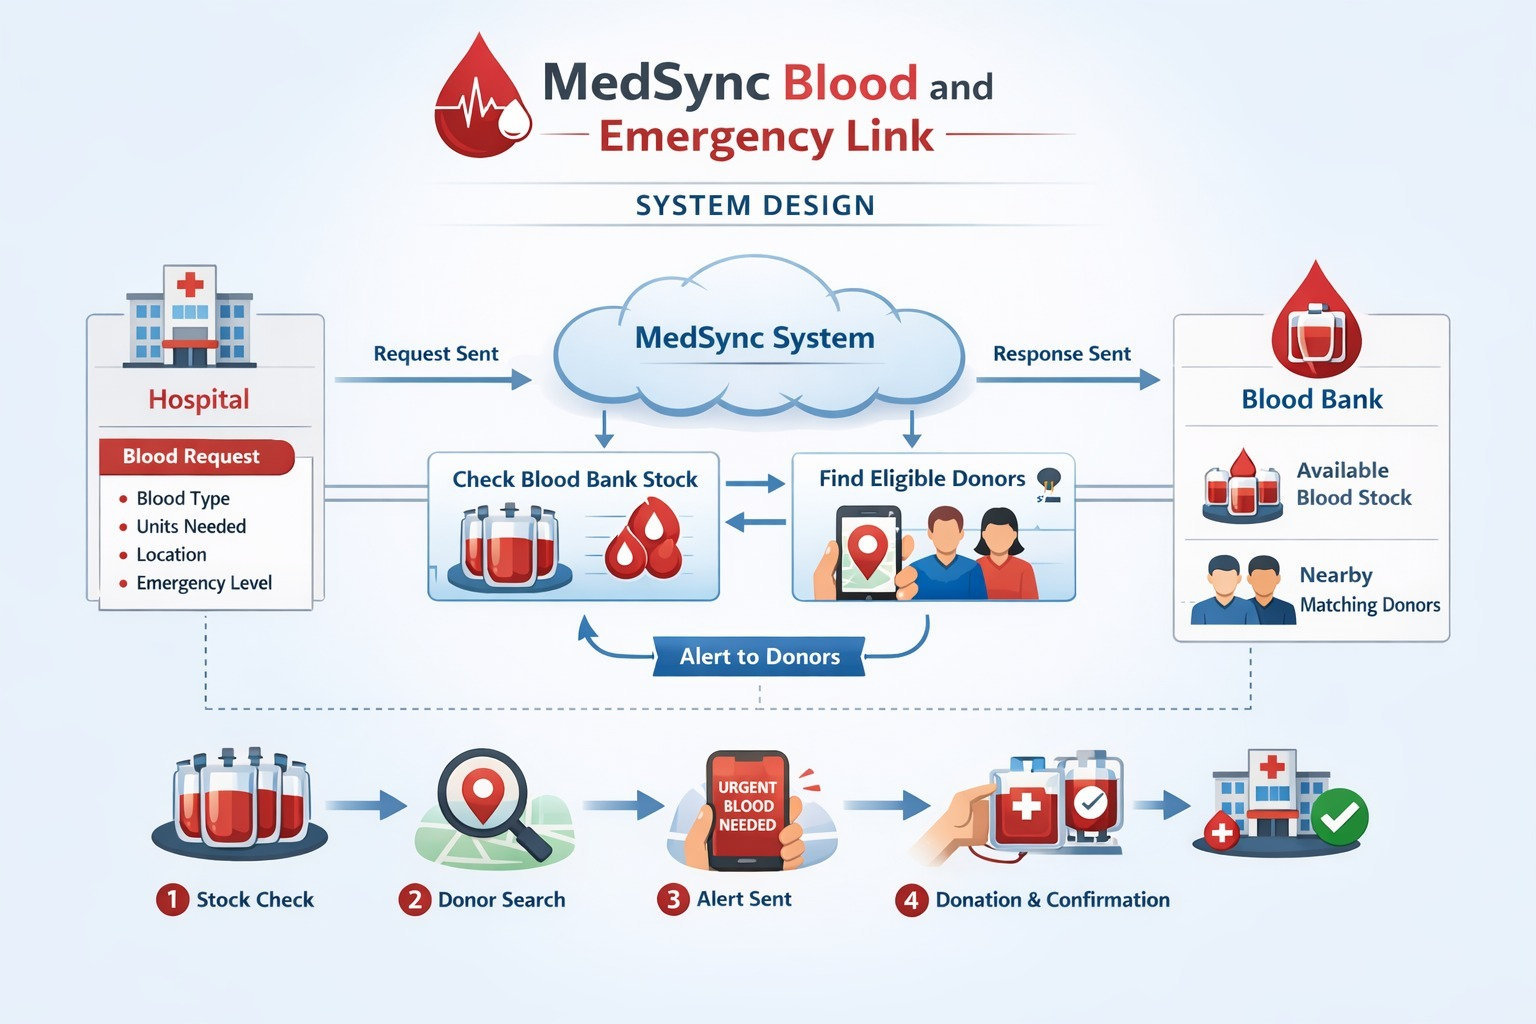 MedSync Blood and
Emergency Link
SYSTEM DESIGN
MedSync System
Request Sent
Response Sent
Hospital
Blood Request
Blood Type
Units Needed
Location
Emergency Level
Check Blood Bank Stock
Find Eligible Donors
Blood Bank
Available
Blood Stock
Nearby
Matching Donors
Alert to Donors
URGENT
BLOOD
NEEDED
1 Stock Check
2 Donor Search
3 Alert Sent
4 Donation & Confirmation